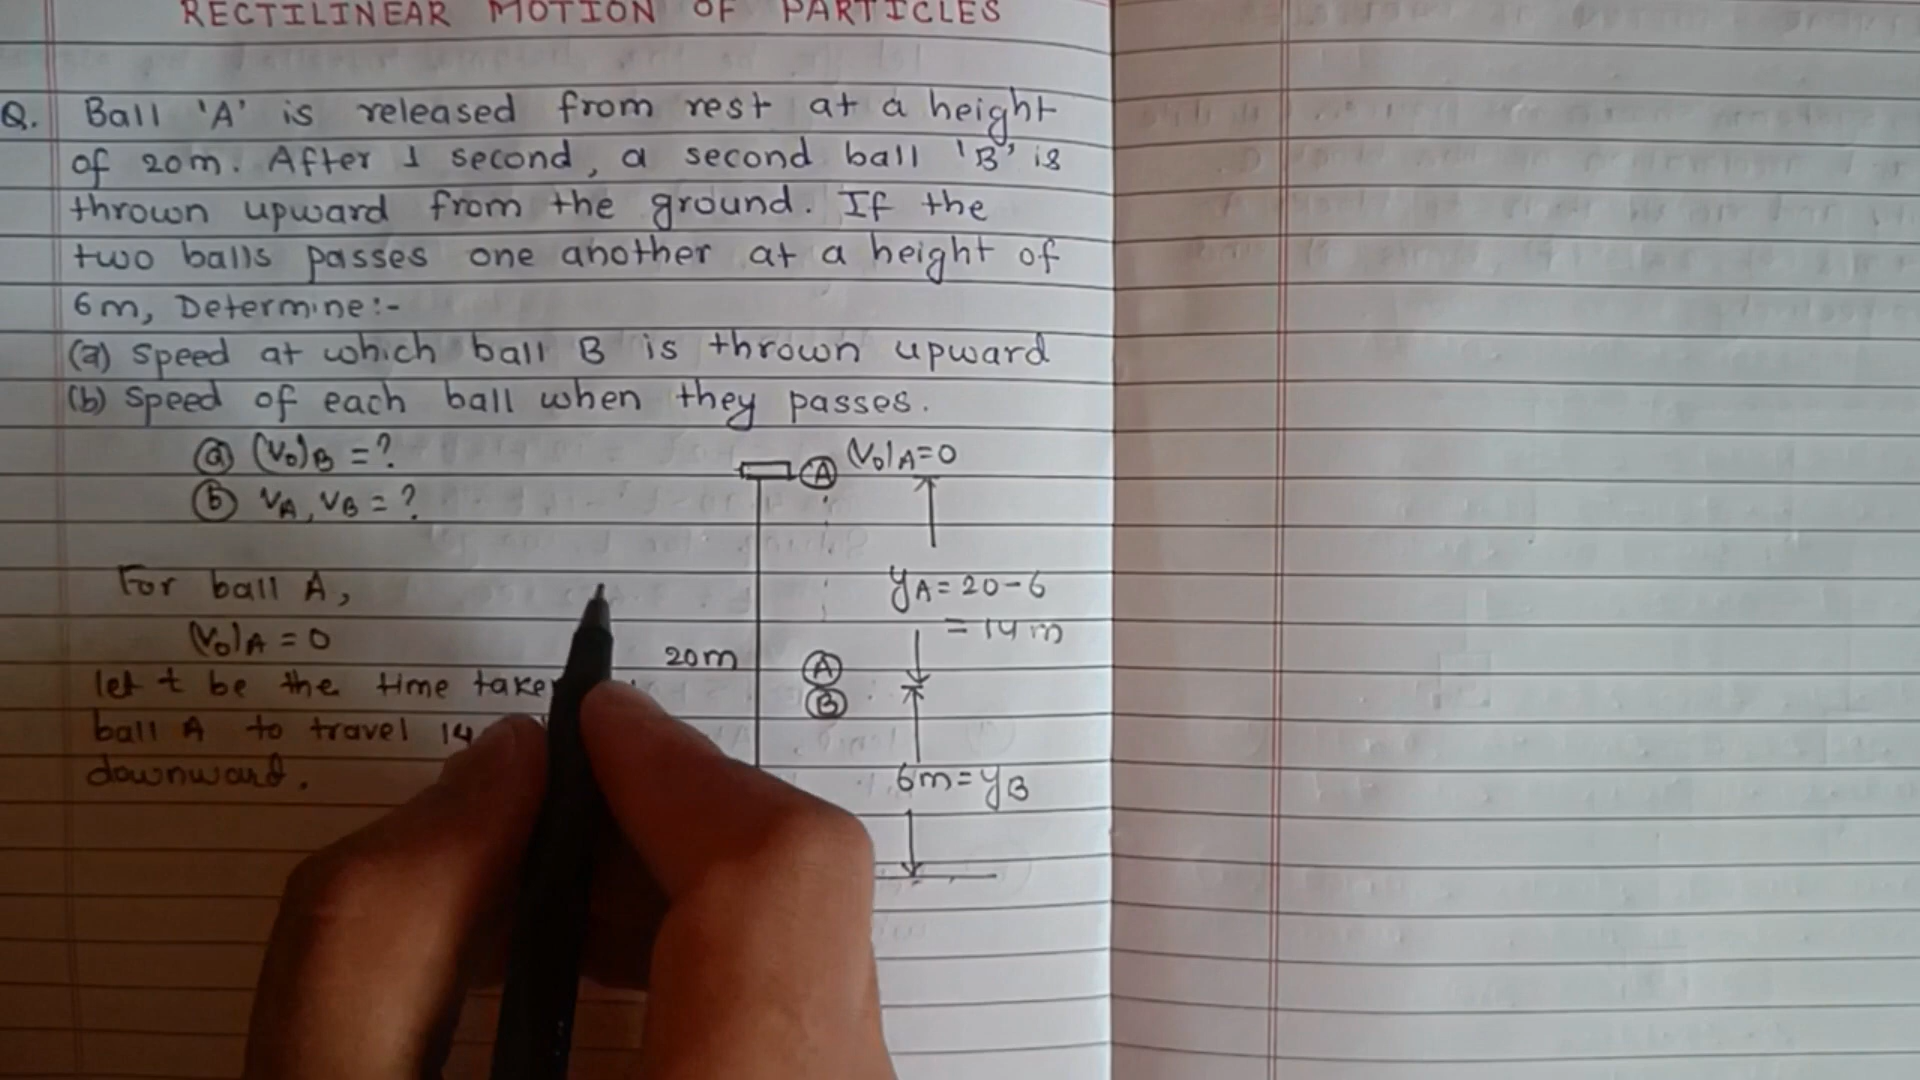 RECTILINEAR MOTION OF PARTICLES
Q. Ball 'A' is released from rest at a height
of 20m. After 1 second, a second ball 'B' is
thrown upward from the ground. If the
two balls passes one another at a height of
6m, Determine:-
(a) Speed at which ball B is thrown upward
(b) Speed of each ball when they passes.
(a) (V₀)B = ?
(b) VA, VB = ?
A (V₀)A = 0
yA = 20-6
= 14 m
20m
A
B
6m = yB
For ball A,
(V₀)A = 0
let t be the time take
ball A to travel 14
downward.